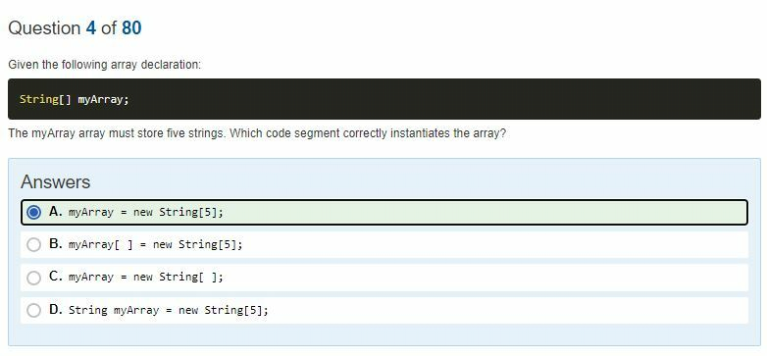 Question 4 of 80
Given the following array declaration:
String[] myArray;
The myArray array must store five strings. Which code segment correctly instantiates the array?
Answers
A. myArray = new String[5];
B. myArray[ ] = new String[5];
C. myArray = new String[ ];
D. String myArray = new String[5];